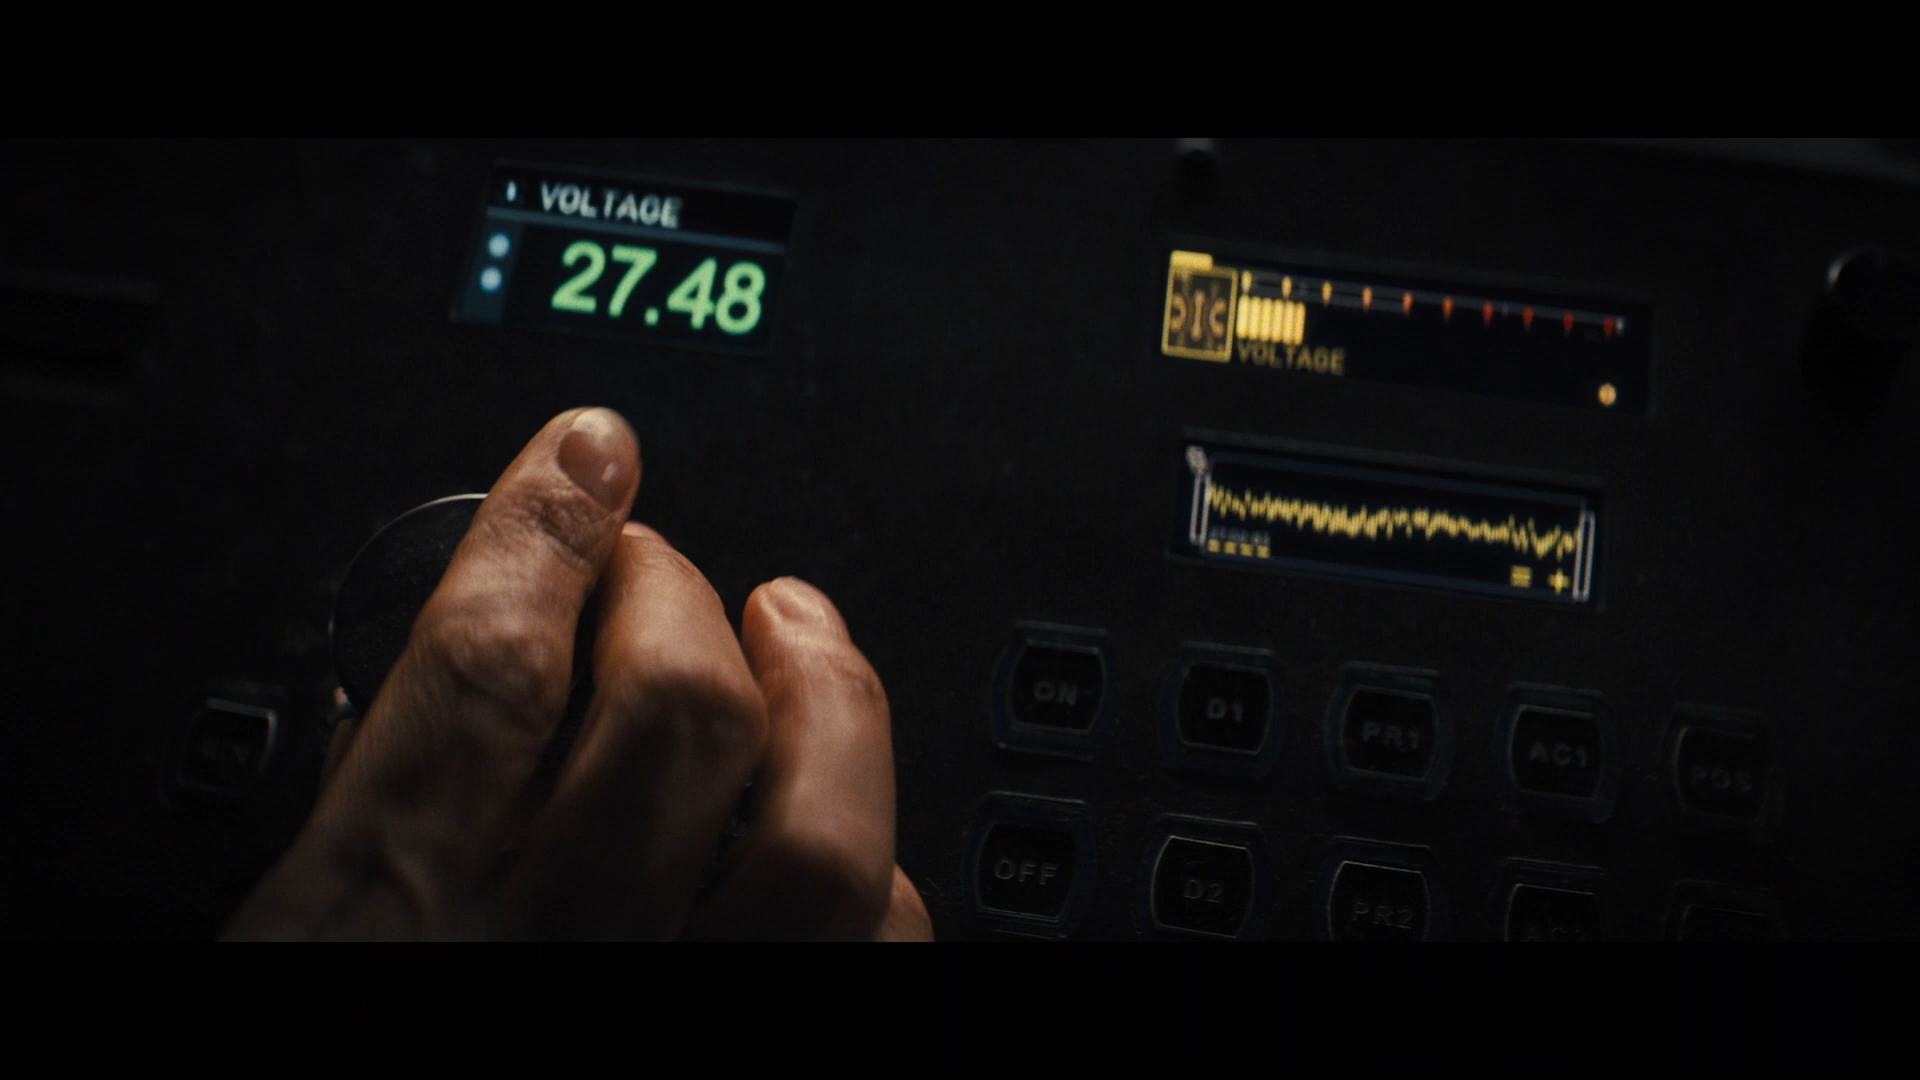 VOLTAGE
27.48
VOLTAGE
ON
D1
PR1
AC1
POS
OFF
D2
PR2